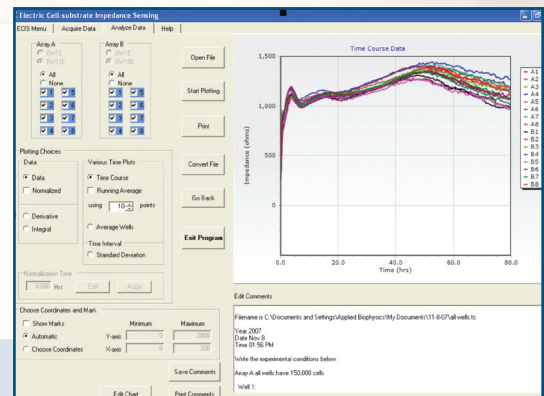 Electric Cell-substrate Impedance Sensing
ECIS Menu
Acquire Data
Analyze Data
Help
Array A
8W1E
8W10E
All
None
1 5
2 6
3 7
4 8
Array B
8W1E
8W10E
All
None
1 5
2 6
3 7
4 8
Open File
Start Plotting
Print
Convert File
Go Back
Exit Program
Plotting Choices
Data
Data
Normalized
Derivative
Integral
Various Time Plots
Time Course
Running Average
using 10 points
Average Wells
Time Interval
Standard Deviation
Normalization Time
0.000 Hrs Edit Apply
Choose Coordinates and Mark
Show Marks Minimum Maximum
Automatic Y-axis 0 2000
Choose Coordinates X-axis 0 200
Save Comments
Edit Chart
Print Comments
Time Course Data
Impedance (ohms)
1,500
1,000
500
0
0.0 20.0 40.0 60.0 80.0
Time (hrs)
A1
A2
A3
A4
A5
A6
A7
A8
B1
B2
B3
B4
B5
B6
B7
B8
Edit Comments
Filename is C:\Documents and Settings\Applied Biophysics\My Documents\11-8-07\all wells.tc
Year 2007
Date Nov 8
Time 01:56 PM
Write the experimental conditions below
Array A all wells have 150,000 cells
Well 1: